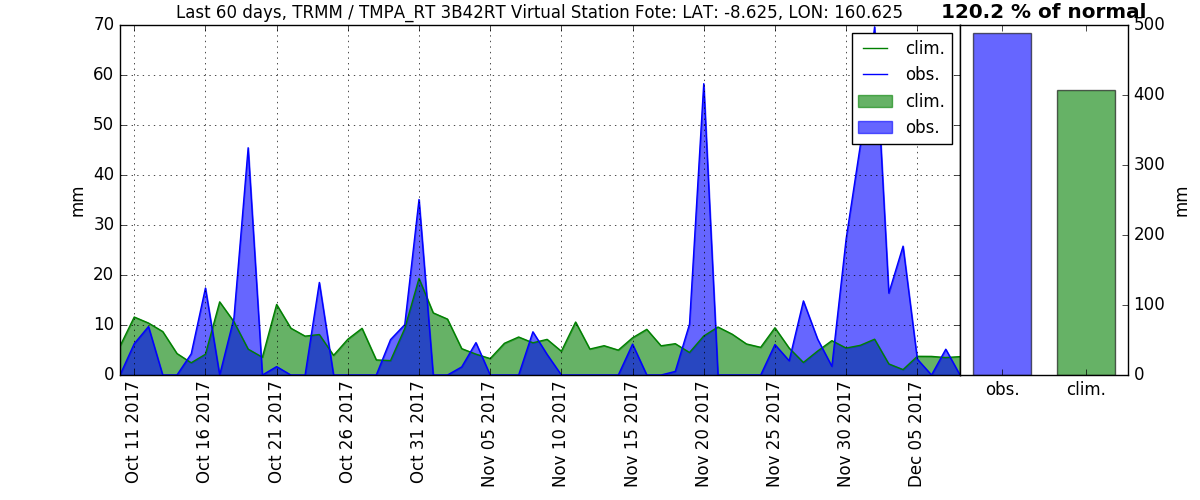 Last 60 days, TRMM / TMPA_RT 3B42RT Virtual Station Fote: LAT: -8.625, LON: 160.625
120.2 % of normal
70
60
50
40
30
20
10
0
mm
clim.
obs.
clim.
obs.
500
400
300
200
100
0
mm
obs.
clim.
Oct 11 2017
Oct 16 2017
Oct 21 2017
Oct 26 2017
Oct 31 2017
Nov 05 2017
Nov 10 2017
Nov 15 2017
Nov 20 2017
Nov 25 2017
Nov 30 2017
Dec 05 2017